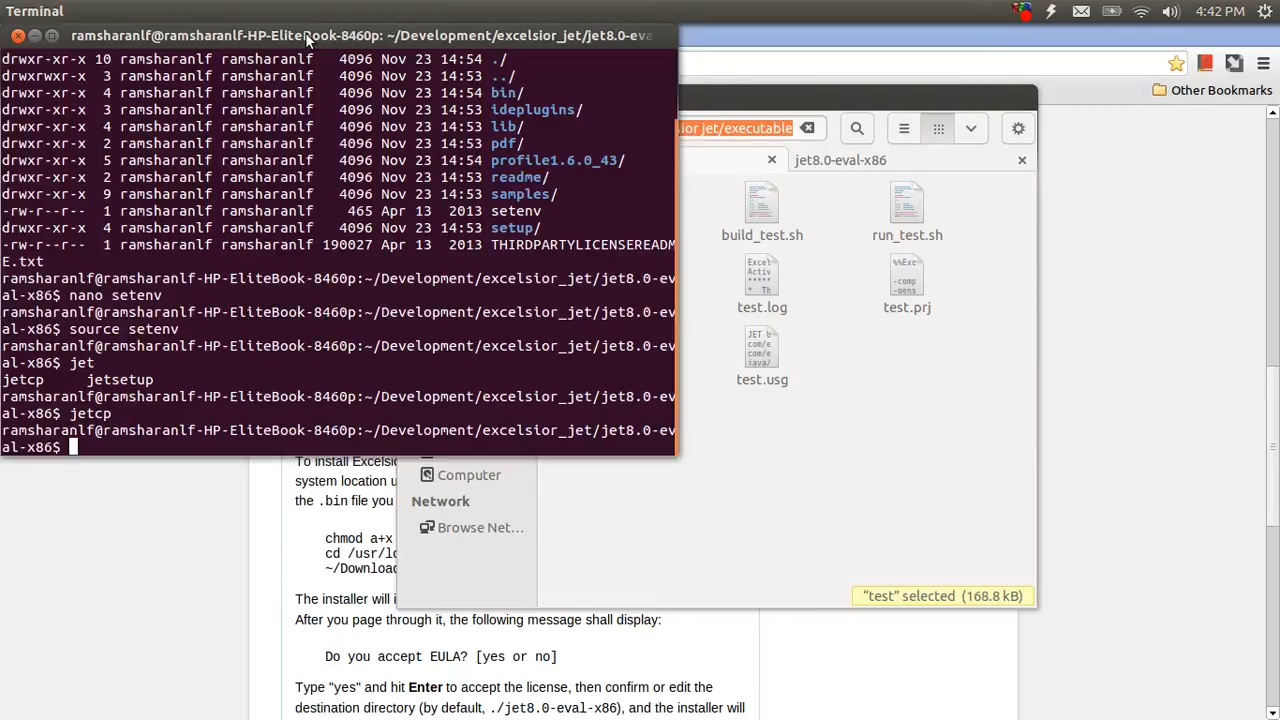 Terminal
4:42 PM
ramsharanlf@ramsharanlf-HP-EliteBook-8460p: ~/Development/excelsior_jet/jet8.0-eva
drwxr-xr-x 10 ramsharanlf ramsharanlf   4096 Nov 23 14:54 ./
drwxrwxr-x  3 ramsharanlf ramsharanlf   4096 Nov 23 14:53 ../
drwxr-xr-x  4 ramsharanlf ramsharanlf   4096 Nov 23 14:54 bin/
drwxr-xr-x  3 ramsharanlf ramsharanlf   4096 Nov 23 14:53 ideplugins/
drwxr-xr-x  4 ramsharanlf ramsharanlf   4096 Nov 23 14:53 lib/
drwxr-xr-x  2 ramsharanlf ramsharanlf   4096 Nov 23 14:53 pdf/
drwxr-xr-x  5 ramsharanlf ramsharanlf   4096 Nov 23 14:54 profile1.6.0_43/
drwxr-xr-x  2 ramsharanlf ramsharanlf   4096 Nov 23 14:53 readme/
drwxr-xr-x  9 ramsharanlf ramsharanlf   4096 Nov 23 14:53 samples/
-rw-r--r--  1 ramsharanlf ramsharanlf    465 Apr 13  2013 setenv
drwxr-xr-x  4 ramsharanlf ramsharanlf   4096 Nov 23 14:53 setup/
-rw-r--r--  1 ramsharanlf ramsharanlf 190027 Apr 13  2013 THIRDPARTYLICENSEREADM
E.txt
ramsharanlf@ramsharanlf-HP-EliteBook-8460p:~/Development/excelsior_jet/jet8.0-ev
al-x86$ nano setenv
ramsharanlf@ramsharanlf-HP-EliteBook-8460p:~/Development/excelsior_jet/jet8.0-ev
al-x86$ source setenv
ramsharanlf@ramsharanlf-HP-EliteBook-8460p:~/Development/excelsior_jet/jet8.0-ev
al-x86$ jet
jetcp     jetsetup
ramsharanlf@ramsharanlf-HP-EliteBook-8460p:~/Development/excelsior_jet/jet8.0-ev
al-x86$ jetcp
ramsharanlf@ramsharanlf-HP-EliteBook-8460p:~/Development/excelsior_jet/jet8.0-ev
al-x86$
Other Bookmarks
sior jet/executable
jet8.0-eval-x86
build_test.sh
run_test.sh
test.log
test.prj
test.usg
Computer
Network
Browse Net...
"test" selected (168.8 kB)
To install Excelsi
system location u
the .bin file you
chmod a+x
cd /usr/lo
~/Download
The installer will i
After you page through it, the following message shall display:
Do you accept EULA? [yes or no]
Type "yes" and hit Enter to accept the license, then confirm or edit the
destination directory (by default, ./jet8.0-eval-x86), and the installer will